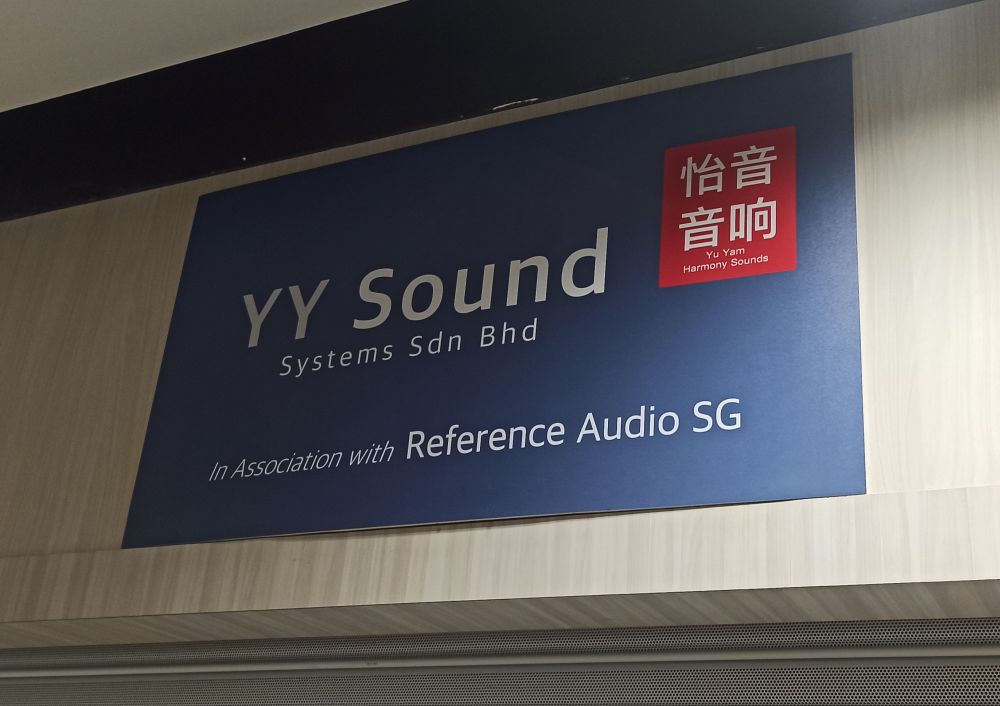 怡音
音响
Yu Yam
Harmony Sounds
YY Sound
Systems Sdn Bhd
In Association with Reference Audio SG